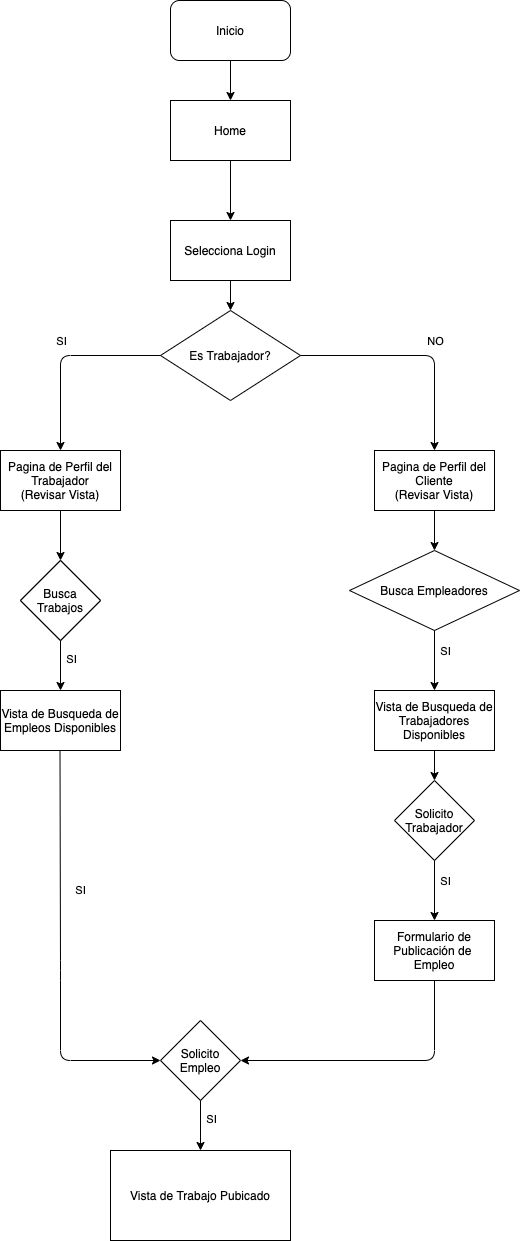 Inicio
Home
Selecciona Login
Es Trabajador?
SI
NO
Pagina de Perfil del
Trabajador
(Revisar Vista)
Pagina de Perfil del
Cliente
(Revisar Vista)
Busca
Trabajos
Busca Empleadores
SI
SI
Vista de Busqueda de
Empleos Disponibles
Vista de Busqueda de
Trabajadores
Disponibles
Solicito
Trabajador
SI
SI
Formulario de
Publicación de
Empleo
Solicito
Empleo
SI
Vista de Trabajo Pubicado